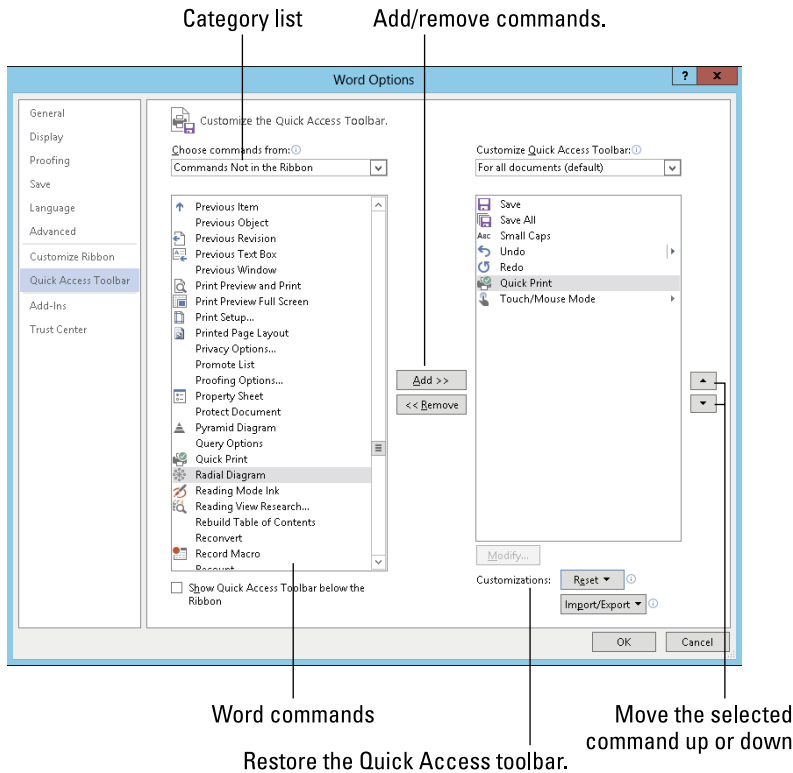 Category list
Add/remove commands.
Word Options
?
x
General
Display
Proofing
Save
Language
Advanced
Customize Ribbon
Quick Access Toolbar
Add-Ins
Trust Center
Customize the Quick Access Toolbar.
Choose commands from:
Commands Not in the Ribbon
Previous Item
Previous Object
Previous Revision
Previous Text Box
Previous Window
Print Preview and Print
Print Preview Full Screen
Print Setup...
Printed Page Layout
Privacy Options...
Promote List
Proofing Options...
Property Sheet
Protect Document
Pyramid Diagram
Query Options
Quick Print
Radial Diagram
Reading Mode Ink
Reading View Research...
Rebuild Table of Contents
Reconvert
Record Macro
Recount
Show Quick Access Toolbar below the
Ribbon
Add >>
<< Remove
Customize Quick Access Toolbar:
For all documents (default)
Save
Save All
ABC Small Caps
Undo
Redo
Quick Print
Touch/Mouse Mode
Modify...
Customizations: Reset
Import/Export
OK
Cancel
Word commands
Move the selected
command up or down
Restore the Quick Access toolbar.